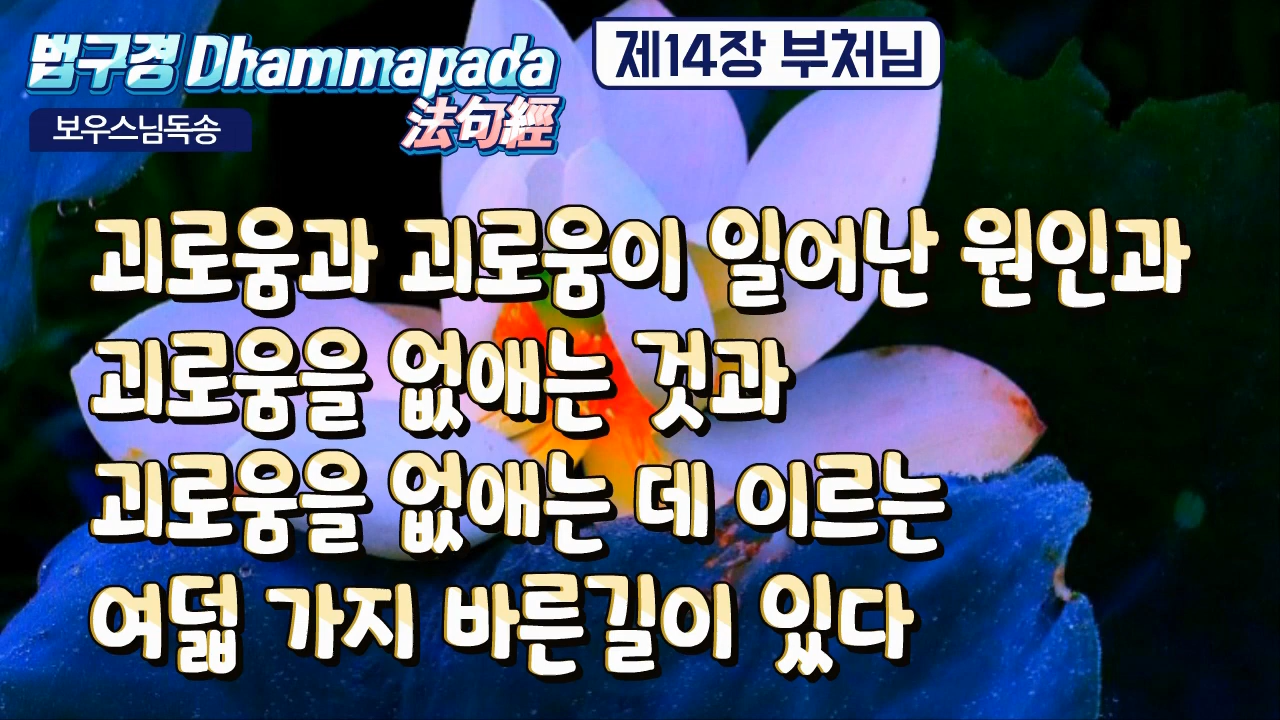 법구경 Dhammapada
法句經
보우스님독송
제14장 부처님
괴로움과 괴로움이 일어난 원인과
괴로움을 없애는 것과
괴로움을 없애는 데 이르는
여덟 가지 바른길이 있다